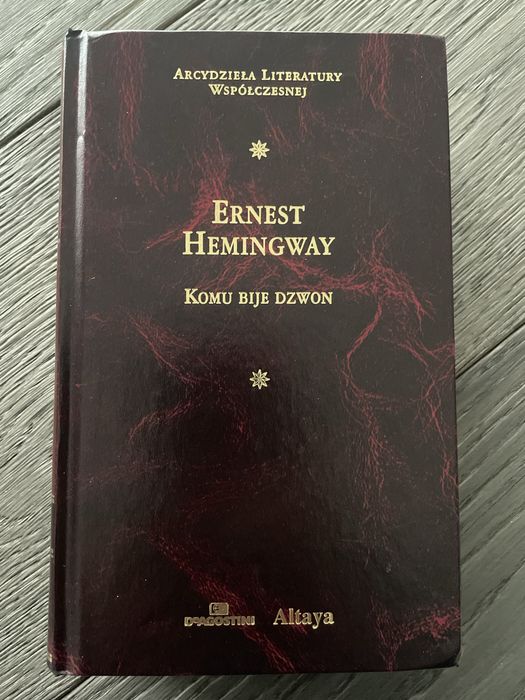 Arcydzieła Literatury
Współczesnej
Ernest
Hemingway
Komu bije dzwon
DeAGOSTINI Altaya